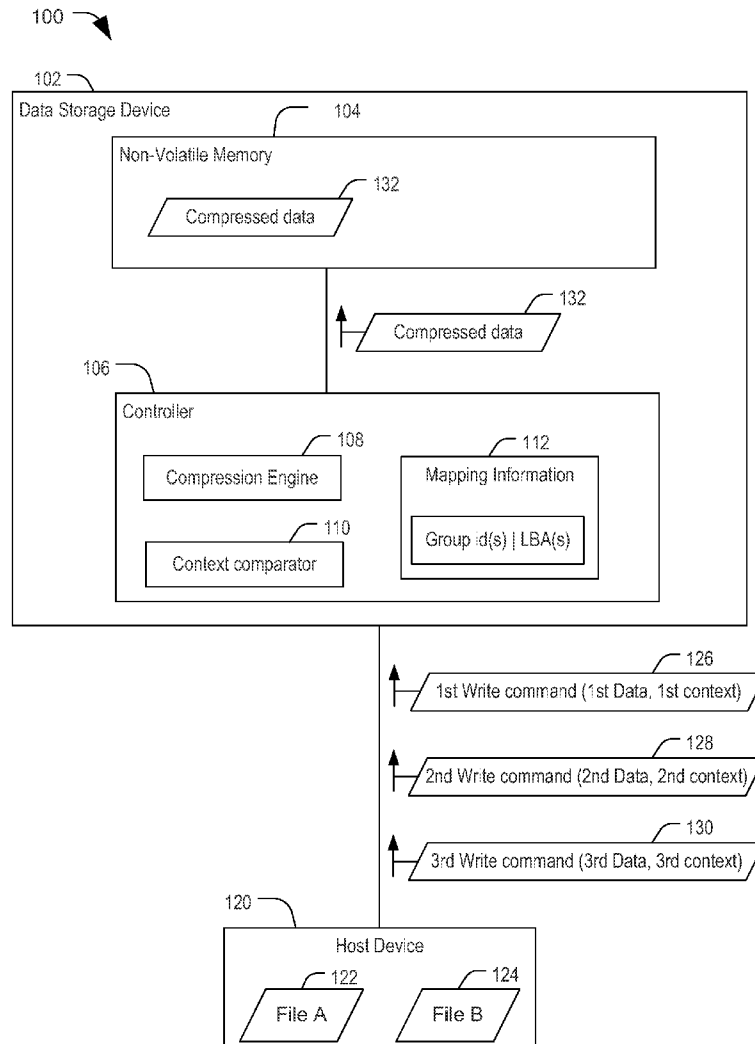 100
102
Data Storage Device
104
Non-Volatile Memory
132
Compressed data
132
Compressed data
106
Controller
108
Compression Engine
112
Mapping Information
Group id(s) | LBA(s)
110
Context comparator
126
1st Write command (1st Data, 1st context)
128
2nd Write command (2nd Data, 2nd context)
130
3rd Write command (3rd Data, 3rd context)
120
Host Device
122
File A
124
File B